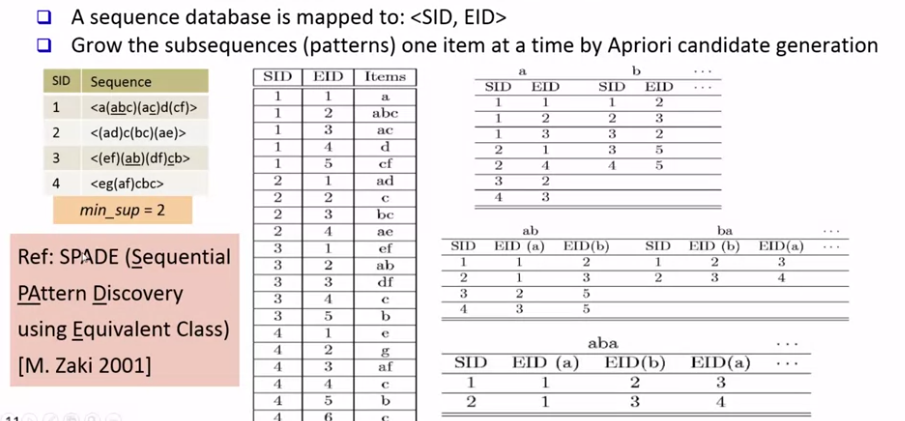 A sequence database is mapped to: <SID, EID>
Grow the subsequences (patterns) one item at a time by Apriori candidate generation
SID Sequence
1 <a(abc)(ac)d(cf)>
2 <(ad)c(bc)(ae)>
3 <(ef)(ab)(df)cb>
4 <eg(af)cbc>
min_sup = 2
Ref: SPADE (Sequential
PAttern Discovery
using Equivalent Class)
[M. Zaki 2001]
SID EID Items
1 1 a
1 2 abc
1 3 ac
1 4 d
1 5 cf
2 1 ad
2 2 c
2 3 bc
2 4 ae
3 1 ef
3 2 ab
3 3 df
3 4 c
3 5 b
4 1 e
4 2 g
4 3 af
4 4 c
4 5 b
4 6 c
a b ...
SID EID SID EID ...
1 1 1 2
1 2 2 3
1 3 3 2
2 1 3 5
2 4 4 5
3 2
4 3
ab ba ...
SID EID (a) EID(b) SID EID (b) EID(a) ...
1 1 2 1 2 3
2 1 3 2 3 4
3 2 5
4 3 5
aba ...
SID EID (a) EID(b) EID(a) ...
1 1 2 3
2 1 3 4